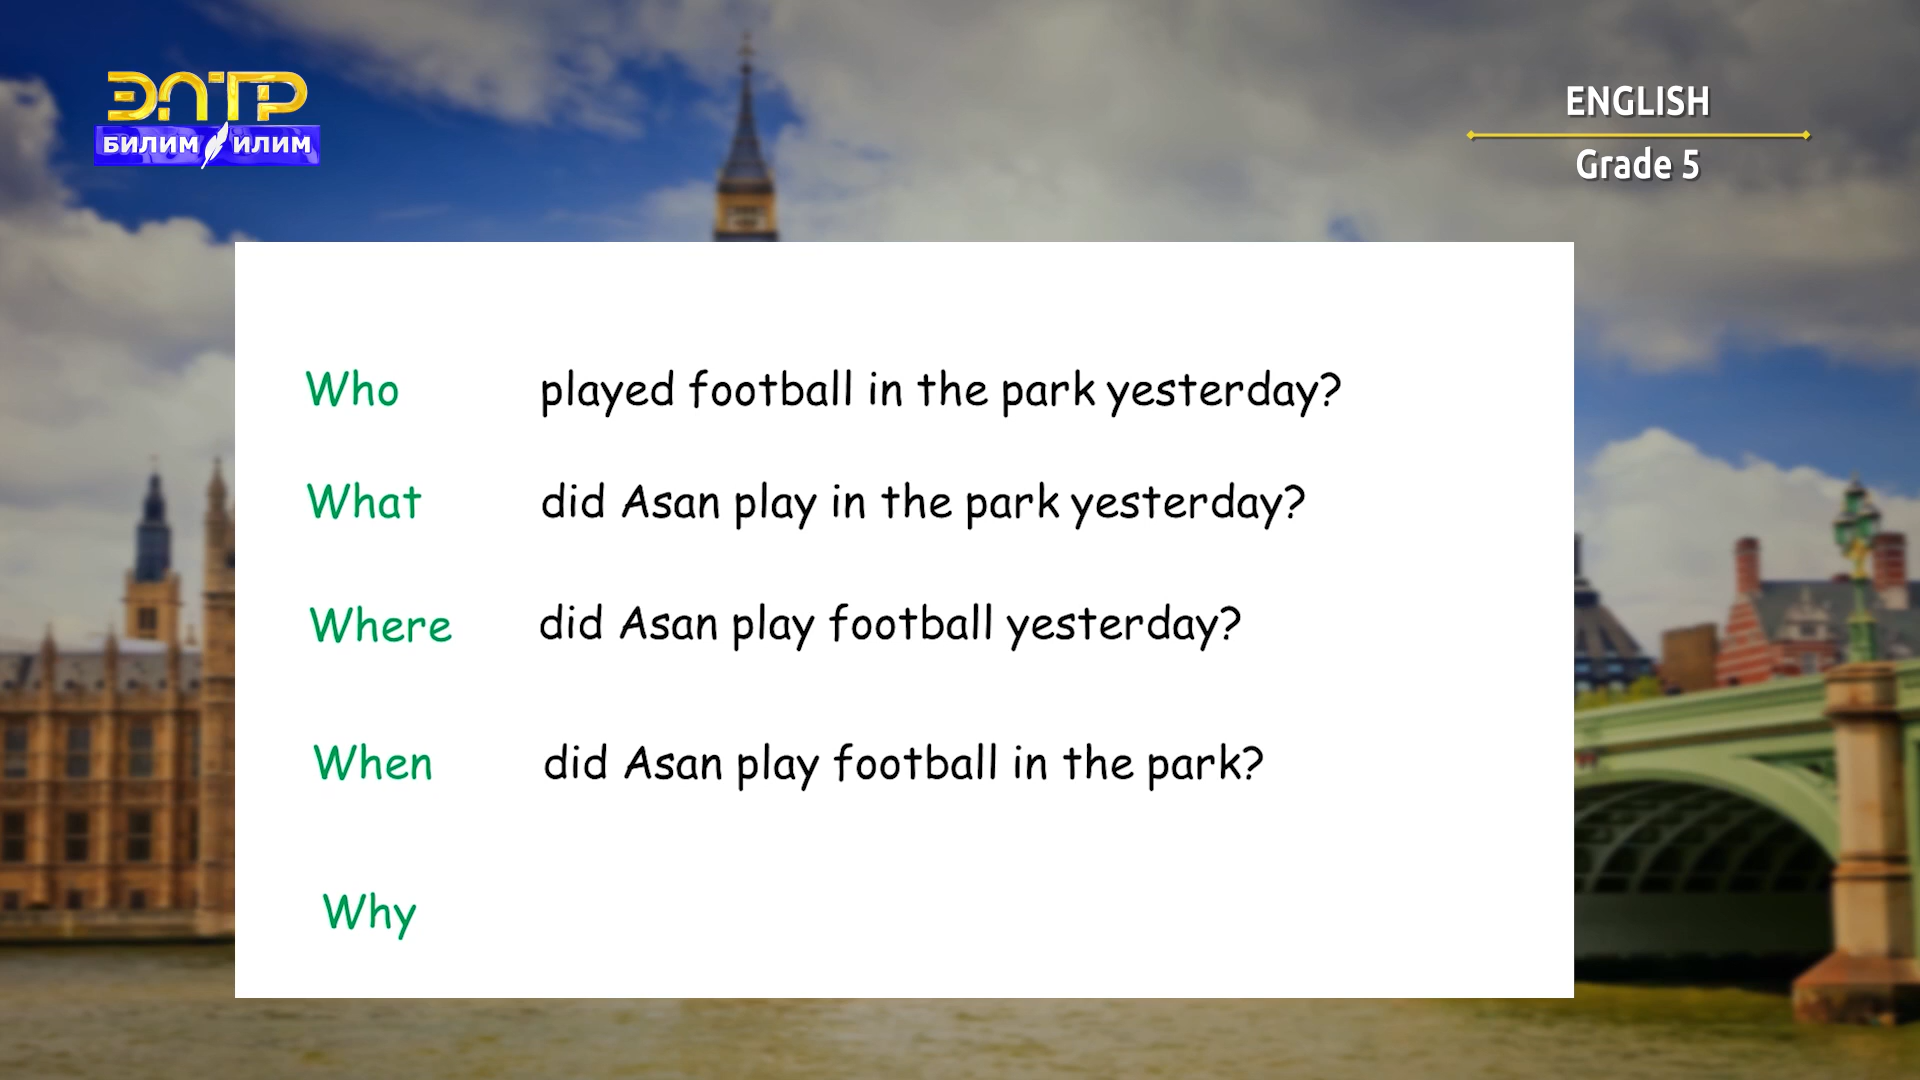 ЭЛТР
БИЛИМ ИЛИМ
ENGLISH
Grade 5
Who played football in the park yesterday?
What did Asan play in the park yesterday?
Where did Asan play football yesterday?
When did Asan play football in the park?
Why